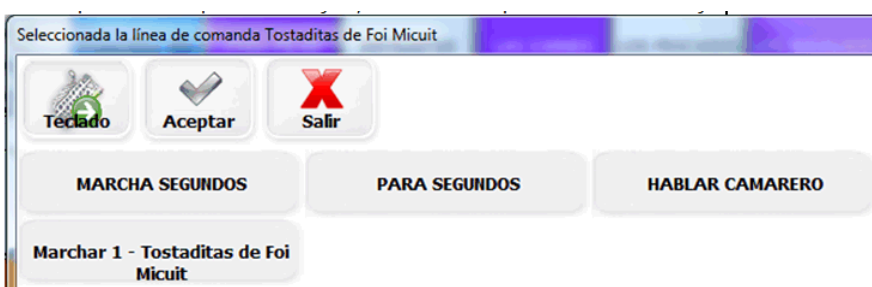 Seleccionada la línea de comanda Tostaditas de Foi Micuit
Teclado Aceptar Salir
MARCHA SEGUNDOS PARA SEGUNDOS HABLAR CAMARERO
Marchar 1 - Tostaditas de Foi
Micuit